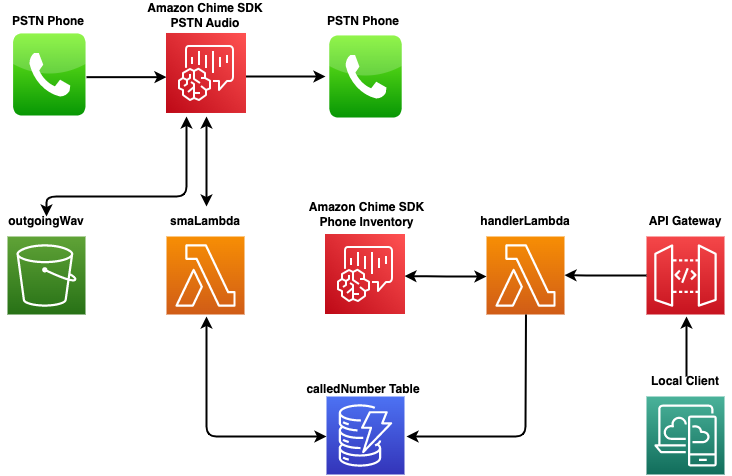 PSTN Phone
Amazon Chime SDK
PSTN Audio
PSTN Phone
outgoingWav
smaLambda
Amazon Chime SDK
Phone Inventory
handlerLambda
API Gateway
calledNumber Table
Local Client